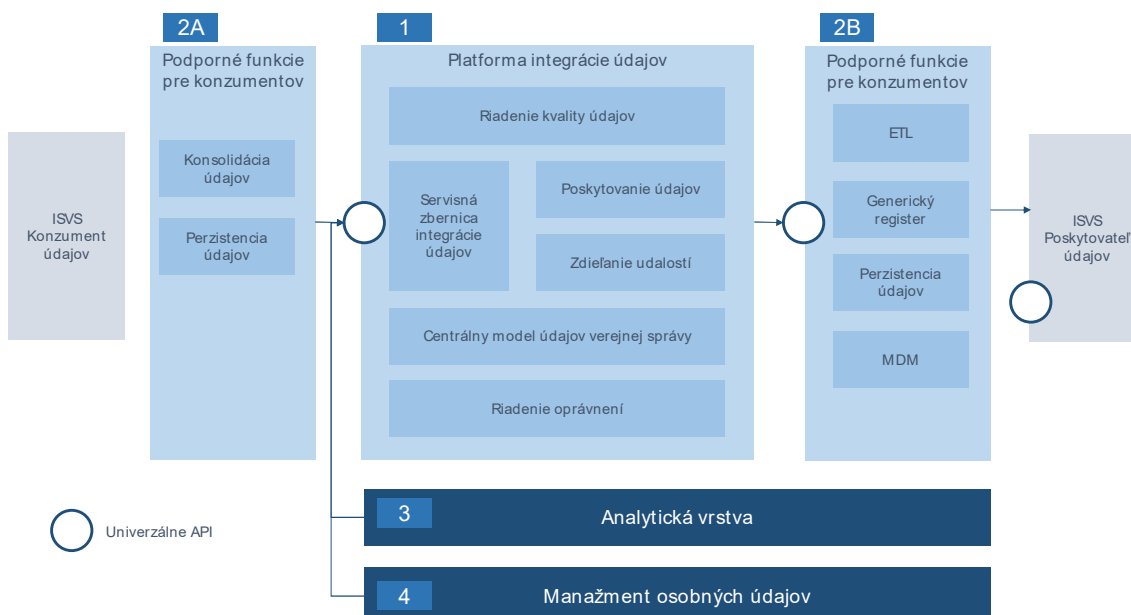 2A
1
2B
Podporné funkcie
pre konzumentov
Platforma integrácie údajov
Podporné funkcie
pre konzumentov
ISVS
Konzument
údajov
Konsolidácia
údajov
Perzistencia
údajov
Riadenie kvality údajov
Servisná
zbernica
integrácie
údajov
Poskytovanie údajov
Zdieľanie udalostí
Centrálny model údajov verejnej správy
Riadenie oprávnení
ETL
Generický
register
Perzistencia
údajov
MDM
ISVS
Poskytovateľ
údajov
3
Analytická vrstva
4
Manažment osobných údajov
Univerzálne API